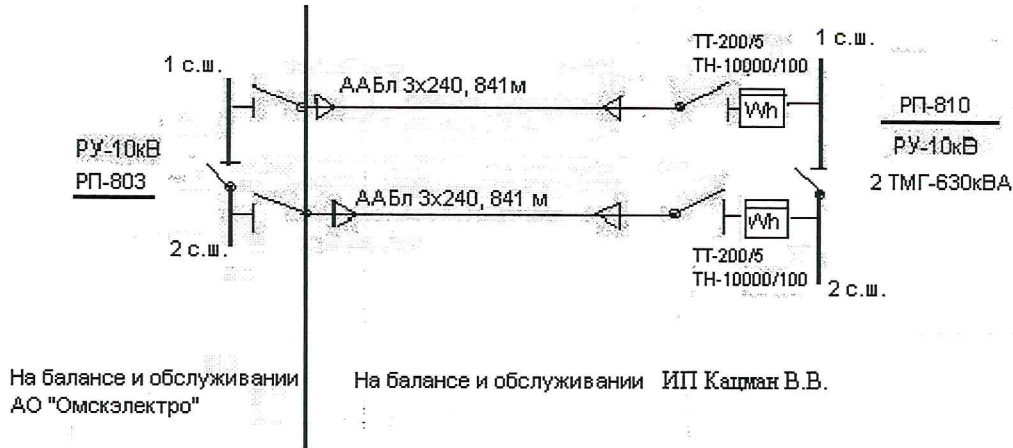 ТТ-200/5
ТН-10000/100
1 с.ш.
1 с.ш.
ААБл 3х240, 841м
Wh
РП-810
РУ-10кВ
2 ТМГ-630кВА
РУ-10кВ
РП-803
ААБл 3х240, 841 м
Wh
2 с.ш.
ТТ-200/5
ТН-10000/100
2 с.ш.
На балансе и обслуживании
АО "Омскэлектро"
На балансе и обслуживании ИП Кацман В.В.